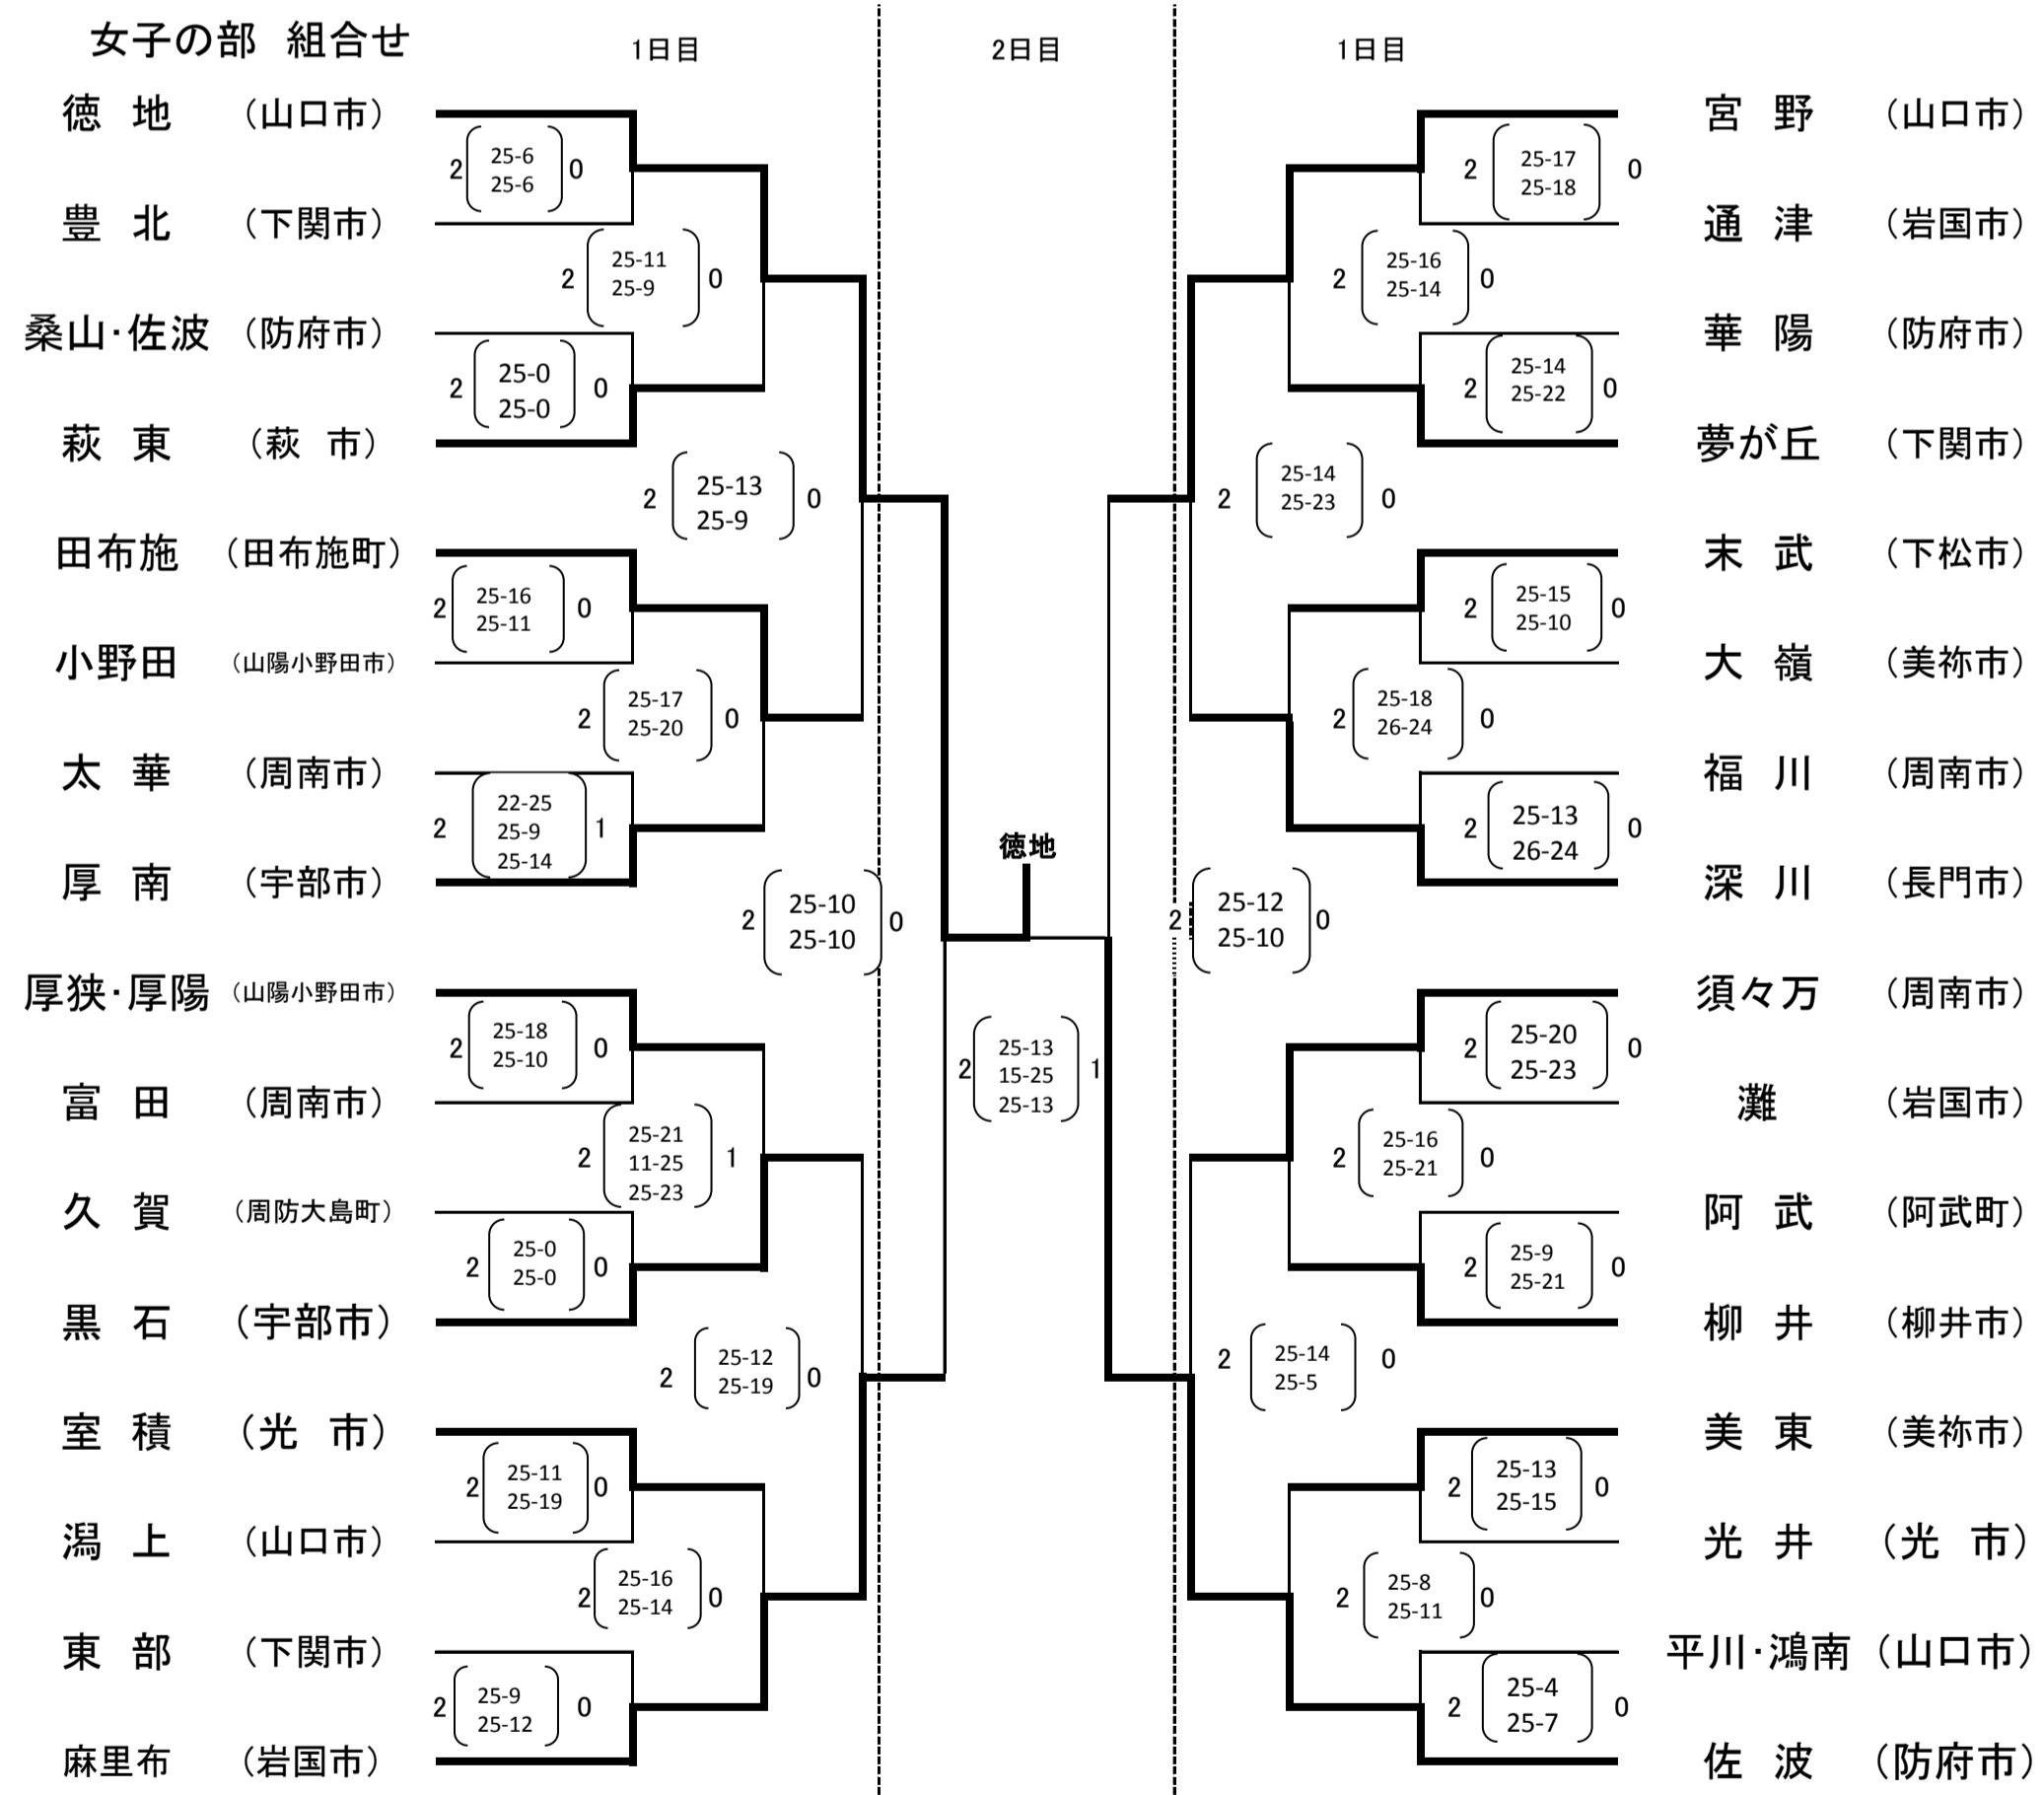 女子の部 組合せ
1日目
2日目
1日目
徳 地 （山口市）
2 25-6 0
25-6
豊 北 （下関市）
2 25-11 0
25-9
桑山・佐波 （防府市）
2 25-0 0
25-0
萩 東 （萩 市）
2 25-13 0
25-9
田布施 （田布施町）
2 25-16 0
25-11
小野田 （山陽小野田市）
2 25-17 0
25-20
太 華 （周南市）
22-25
2 25-9 1
25-14
厚 南 （宇部市）
2 25-10 0
25-10
厚狭・厚陽 （山陽小野田市）
2 25-18 0
25-10
富 田 （周南市）
25-21
2 11-25 1
25-23
久 賀 （周防大島町）
2 25-0 0
25-0
黒 石 （宇部市）
2 25-12 0
25-19
室 積 （光 市）
2 25-11 0
25-19
潟 上 （山口市）
2 25-16 0
25-14
東 部 （下関市）
2 25-9 0
25-12
麻里布 （岩国市）
徳地
25-13
2 15-25 1
25-13
宮 野 （山口市）
2 25-17 0
25-18
通 津 （岩国市）
2 25-16 0
25-14
華 陽 （防府市）
2 25-14 0
25-22
夢が丘 （下関市）
2 25-14 0
25-23
末 武 （下松市）
2 25-15 0
25-10
大 嶺 （美祢市）
2 25-18 0
26-24
福 川 （周南市）
2 25-13 0
26-24
深 川 （長門市）
2 25-12 0
25-10
須々万 （周南市）
2 25-20 0
25-23
灘 （岩国市）
2 25-16 0
25-21
阿 武 （阿武町）
2 25-9 0
25-21
柳 井 （柳井市）
2 25-14 0
25-5
美 東 （美祢市）
2 25-13 0
25-15
光 井 （光 市）
2 25-8 0
25-11
平川・鴻南 （山口市）
2 25-4 0
25-7
佐 波 （防府市）